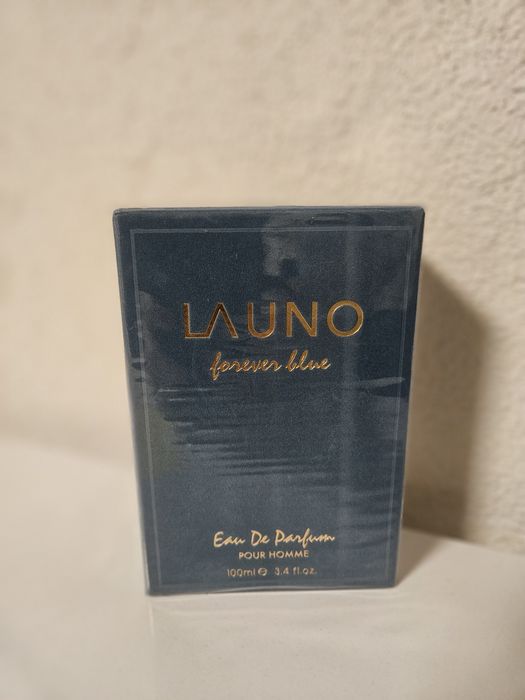 LAUNO
forever blue
Eau De Parfum
POUR HOMME
100ml ℮ 3.4 fl.oz.